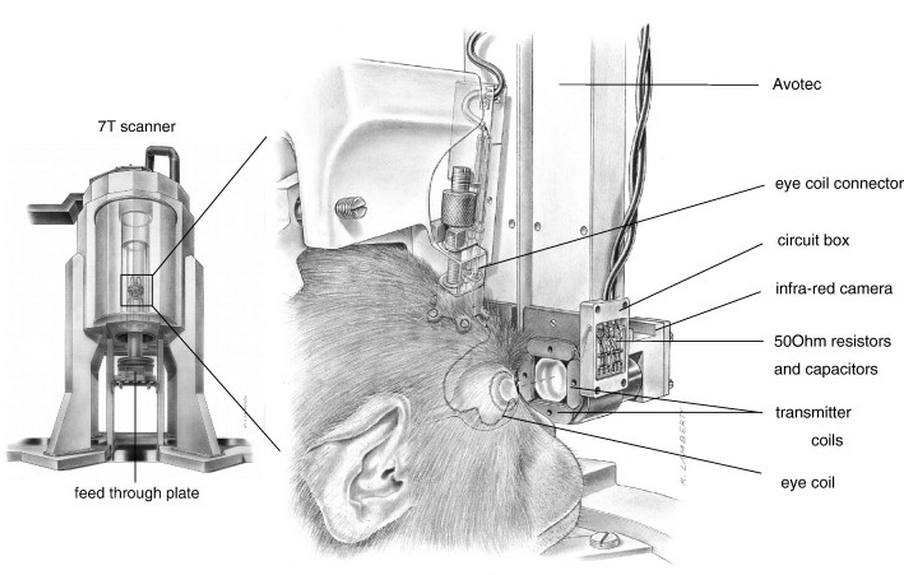 7T scanner
feed through plate
Avotec
eye coil connector
circuit box
infra-red camera
50Ohm resistors
and capacitors
transmitter
coils
eye coil
K. LAMBERTY